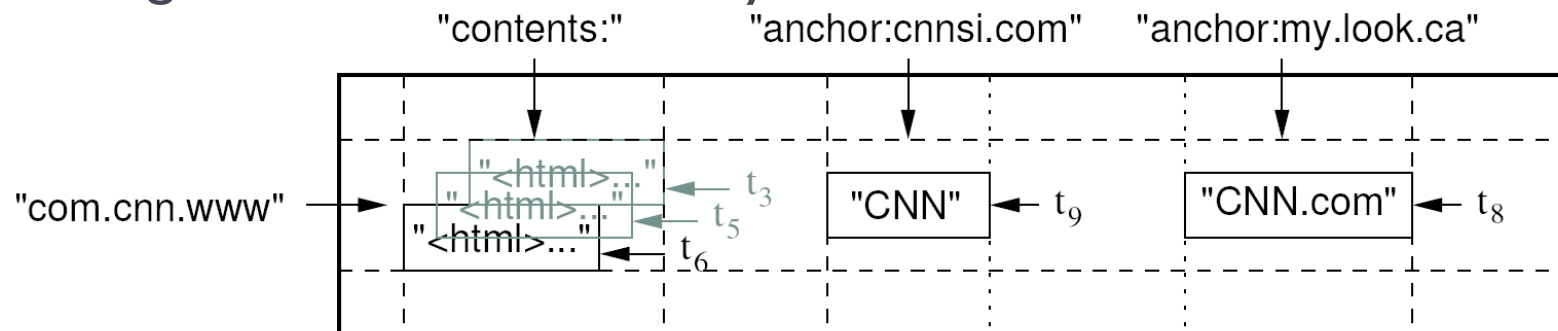 "contents:" "anchor:cnnsi.com" "anchor:my.look.ca"
"<html>..." t3
"com.cnn.www" "<html>..." t5 "CNN" t9 "CNN.com" t8
"<html>..." t6